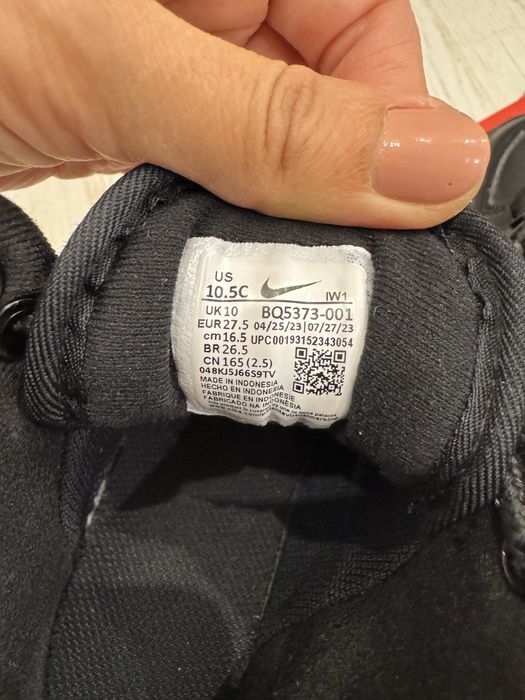 US
10.5C IW1
UK 10 BQ5373-001
EUR 27.5 04/25/23 | 07/27/23
cm 16.5 UPC 00193152343054
BR 26.5
CN 165 (2.5)
048KJ5J66S9TV
MADE IN INDONESIA
HECHO EN INDONESIA
FABRIQUE EN INDONESIE
FABRICADO NA INDONÉSIA